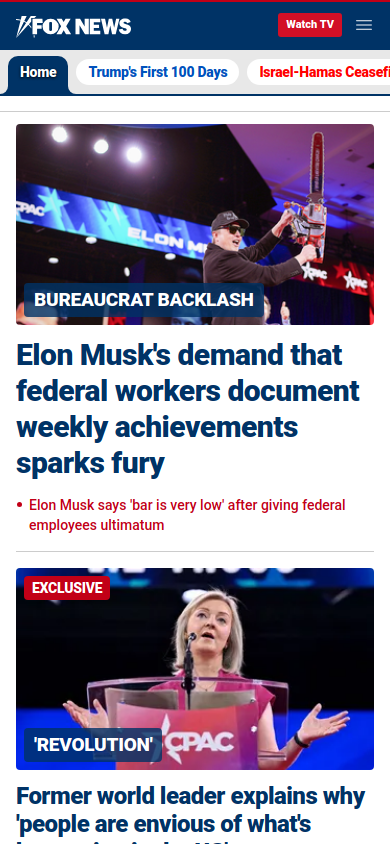 FOX NEWS
Watch TV
Home
Trump's First 100 Days
Israel-Hamas Ceasefi
CPAC
ELON M
CPAC
BUREAUCRAT BACKLASH
Elon Musk's demand that
federal workers document
weekly achievements
sparks fury
• Elon Musk says 'bar is very low' after giving federal
employees ultimatum
EXCLUSIVE
'REVOLUTION'
CPAC
Former world leader explains why
'people are envious of what's